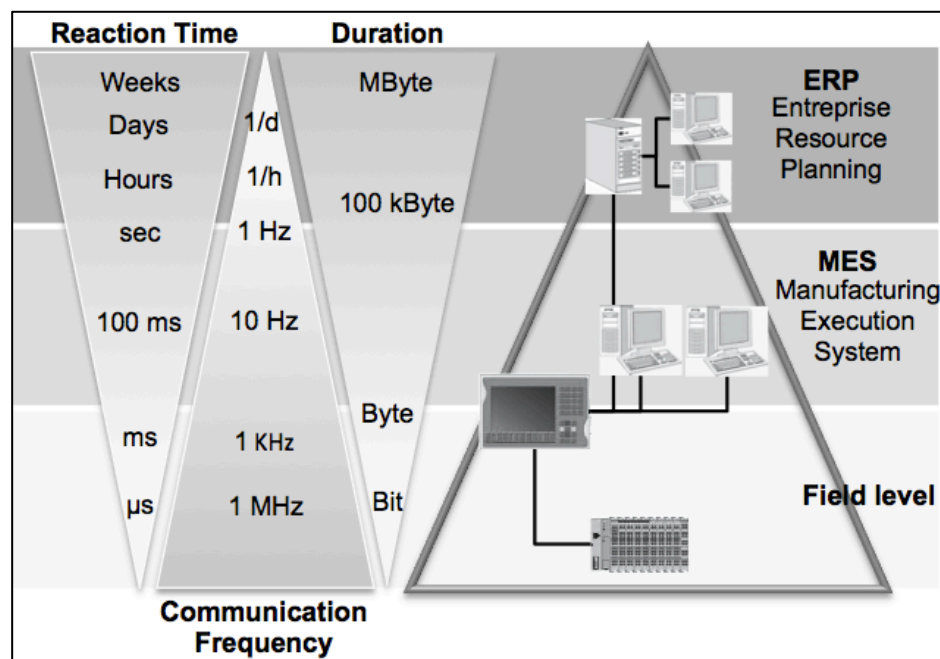 Reaction Time
Duration
Weeks
MByte
ERP
Entreprise
Resource
Planning
Days
1/d
Hours
1/h
100 kByte
sec
1 Hz
MES
Manufacturing
Execution
System
100 ms
10 Hz
Byte
ms
1 KHz
Bit
Field level
µs
1 MHz
Communication
Frequency